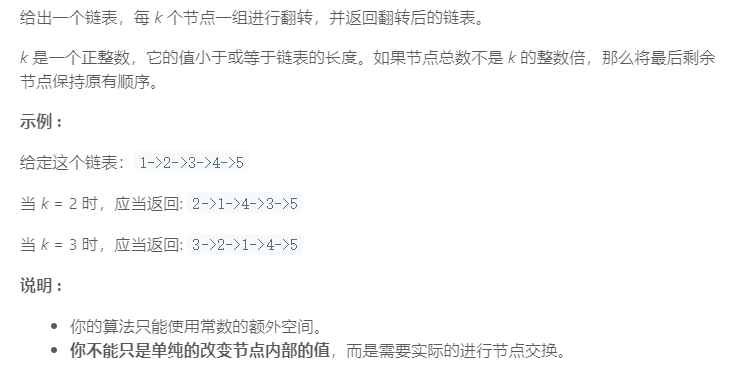 给出一个链表，每 k 个节点一组进行翻转，并返回翻转后的链表。
k 是一个正整数，它的值小于或等于链表的长度。如果节点总数不是 k 的整数倍，那么将最后剩余
节点保持原有顺序。
示例 :
给定这个链表：1->2->3->4->5
当 k = 2 时，应当返回: 2->1->4->3->5
当 k = 3 时，应当返回: 3->2->1->4->5
说明 :
• 你的算法只能使用常数的额外空间。
• 你不能只是单纯的改变节点内部的值，而是需要实际的进行节点交换。